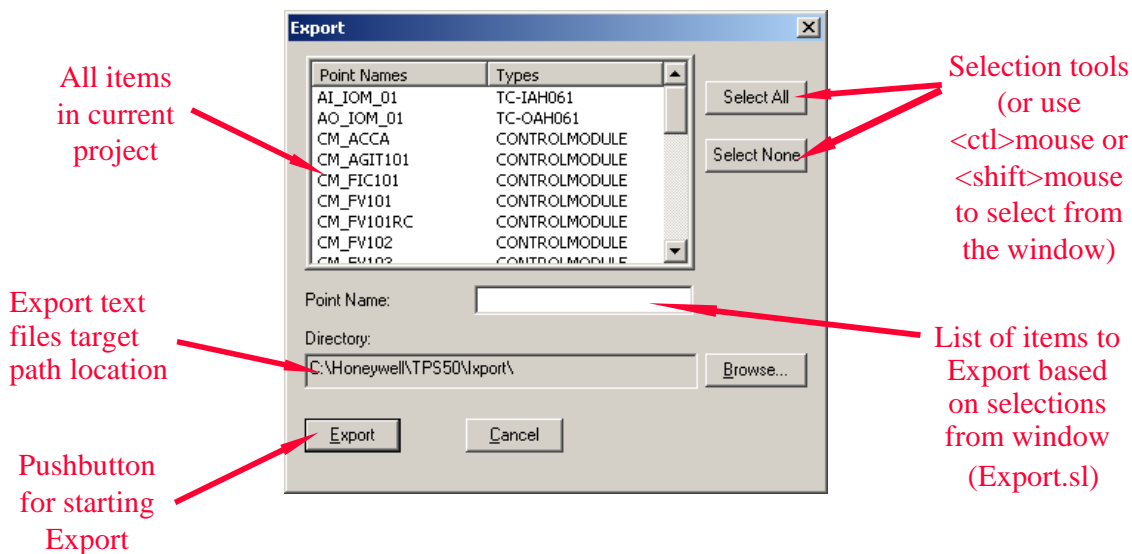 Export
All items
in current
project
Point Names Types
AI_IOM_01 TC-IAH061
AO_IOM_01 TC-OAH061
CM_ACCA CONTROLMODULE
CM_AGIT101 CONTROLMODULE
CM_FIC101 CONTROLMODULE
CM_FV101 CONTROLMODULE
CM_FV101RC CONTROLMODULE
CM_FV102 CONTROLMODULE
CM_FV103 CONTROLMODULE
Select All
Select None
Selection tools
(or use
<ctl>mouse or
<shift>mouse
to select from
the window)
Point Name:
Directory:
C:\Honeywell\TPS50\Ixport\
Browse...
Export text
files target
path location
List of items to
Export based
on selections
from window
(Export.sl)
Export
Cancel
Pushbutton
for starting
Export